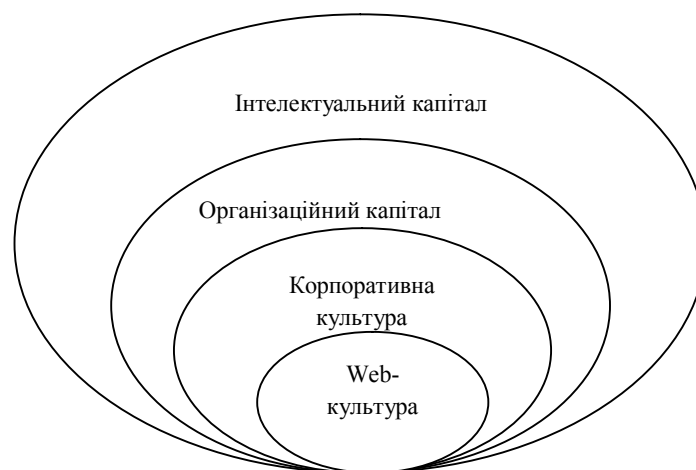 Інтелектуальний капітал
Організаційний капітал
Корпоративна
культура
Web-
культура